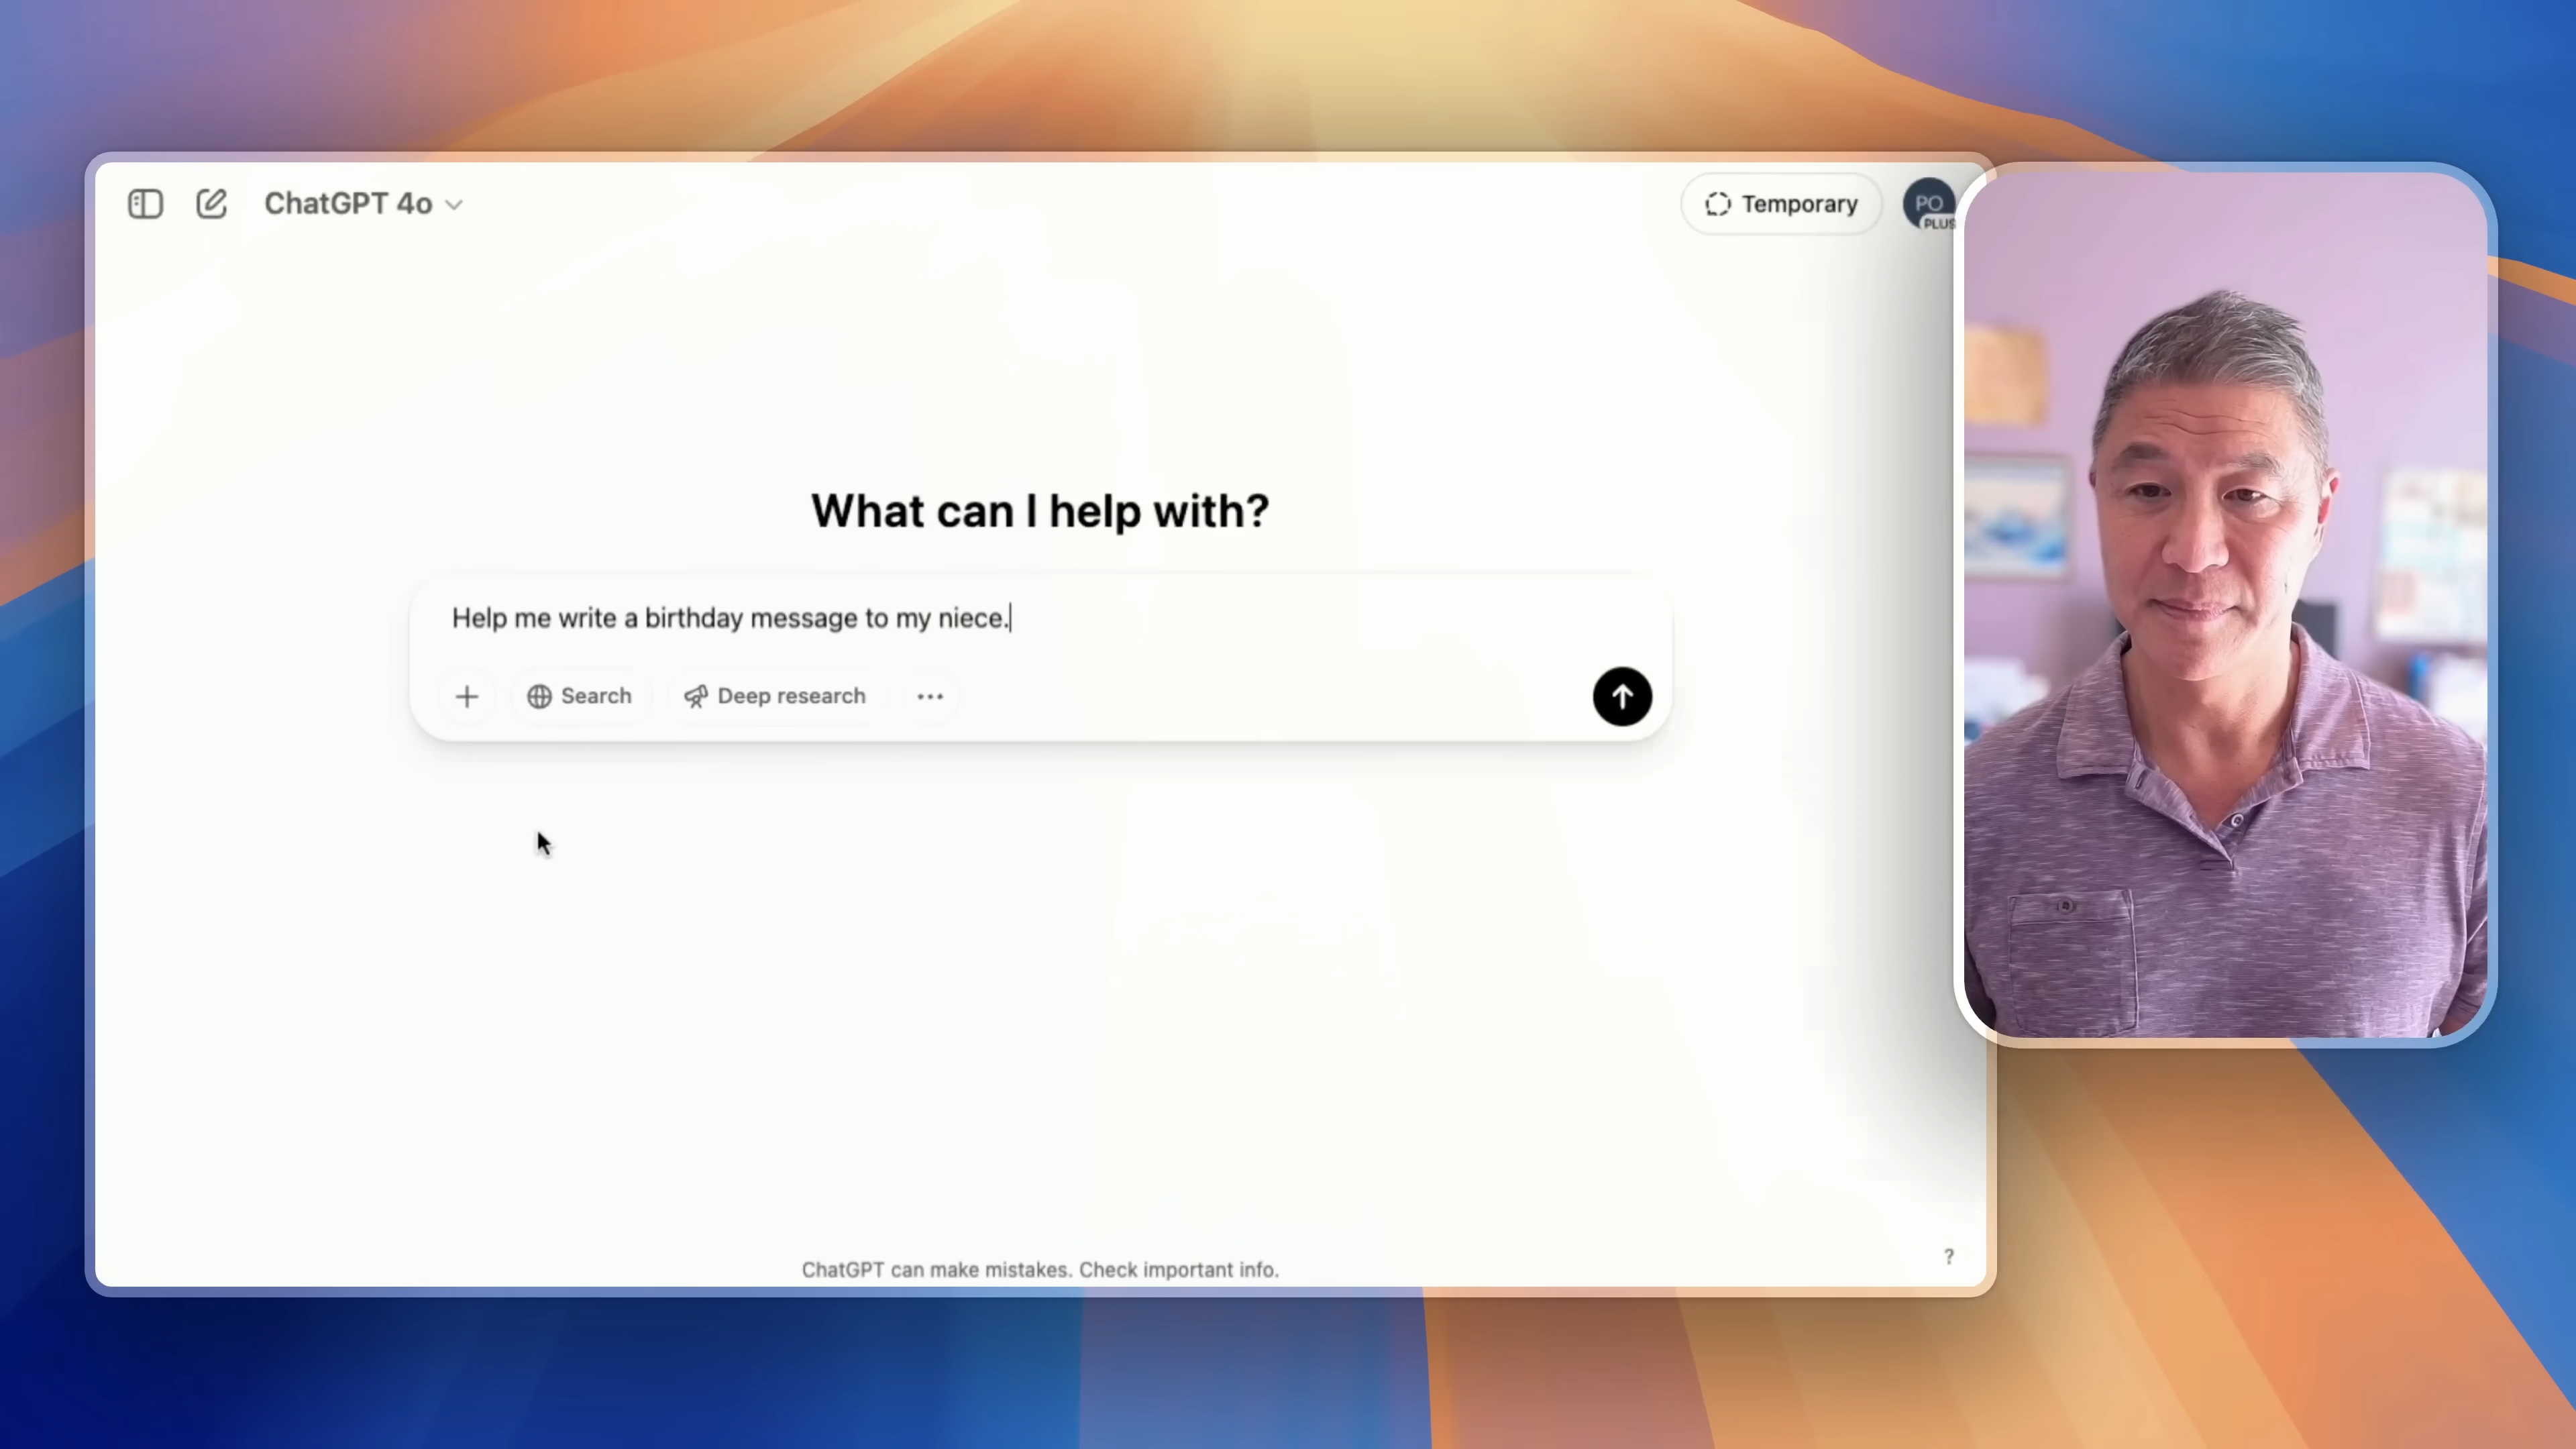 ChatGPT 4o
Temporary
PO
PLUS
What can I help with?
Help me write a birthday message to my niece.
Search
Deep research
ChatGPT can make mistakes. Check important info.
?